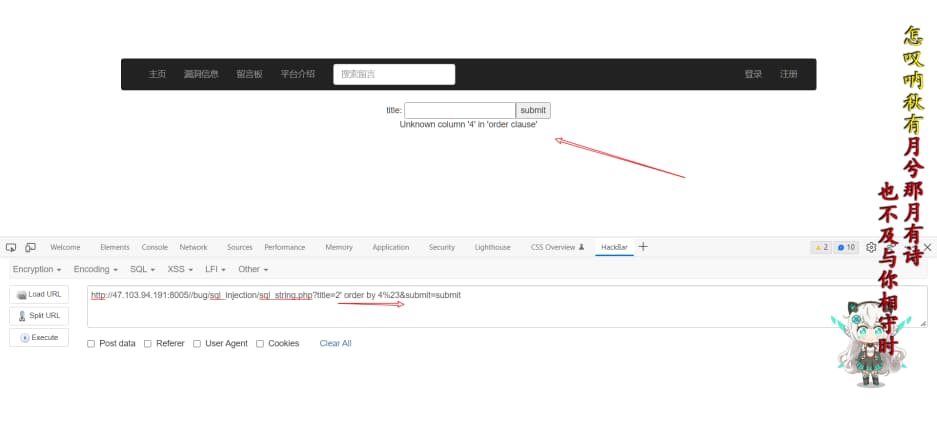 主页 漏洞信息 留言板 平台介绍 搜索留言 登录 注册
title: submit
Unknown column '4' in 'order clause'
怎叹呐秋有月兮那月有诗
也不及与你相守时
Welcome Elements Console Network Sources Performance Memory Application Security Lighthouse CSS Overview HackBar 2 10
Encryption Encoding SQL XSS LFI Other
Load URL
http://47.103.94.191:8005//bug/sql_injection/sql_string.php?title=2' order by 4%23&submit=submit
Split URL
Execute
Post data Referer User Agent Cookies Clear All